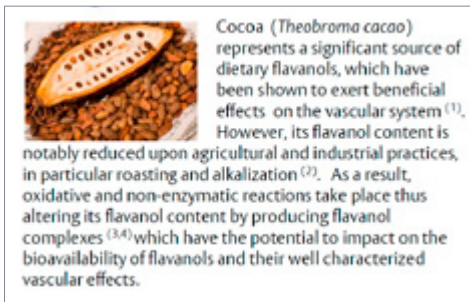 Cocoa (Theobroma cacao)
represents a significant source of
dietary flavanols, which have
been shown to exert beneficial
effects on the vascular system (1).
However, its flavanol content is
notably reduced upon agricultural and industrial practices,
in particular roasting and alkalization (2). As a result,
oxidative and non-enzymatic reactions take place thus
altering its flavanol content by producing flavanol
complexes (3,4) which have the potential to impact on the
bioavailability of flavanols and their well characterized
vascular effects.